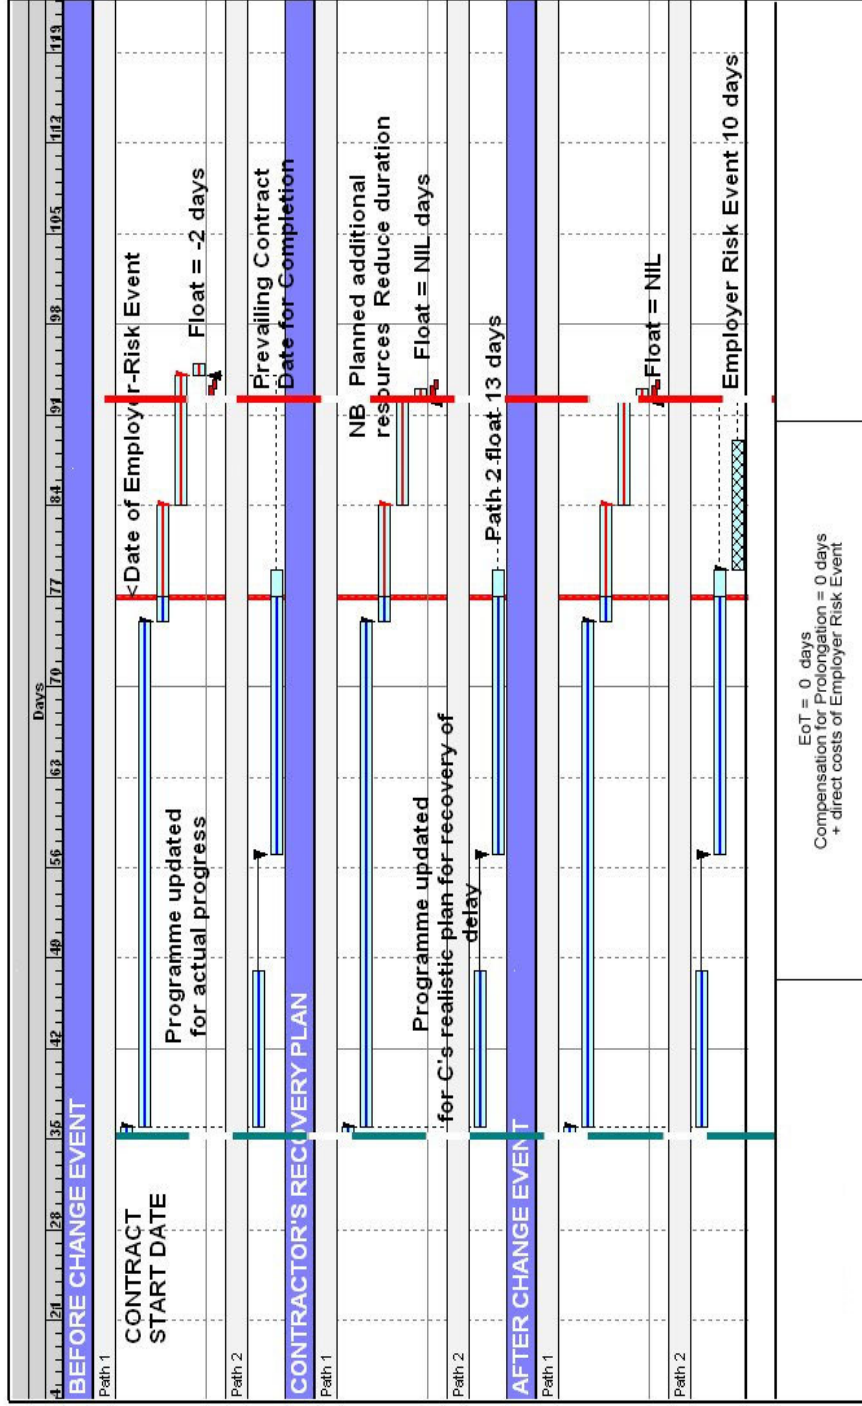 Days
14
21
28
35
42
49
56
63
70
77
84
91
98
105
112
119
BEFORE CHANGE EVENT
Path 1
CONTRACT
START DATE
Programme updated
for actual progress
<Date of Employer-Risk Event
Float = -2 days
Path 2
Prevailing Contract
Date for Completion
CONTRACTOR'S RECOVERY PLAN
Path 1
NB Planned additional
resources Reduce duration
Float = NIL days
Programme updated
for C's realistic plan for recovery of
delay
Path 2
Path 2 float 13 days
AFTER CHANGE EVENT
Path 1
Float = NIL
Path 2
Employer Risk Event 10 days
EoT = 0 days
Compensation for Prolongation = 0 days
+ direct costs of Employer Risk Event